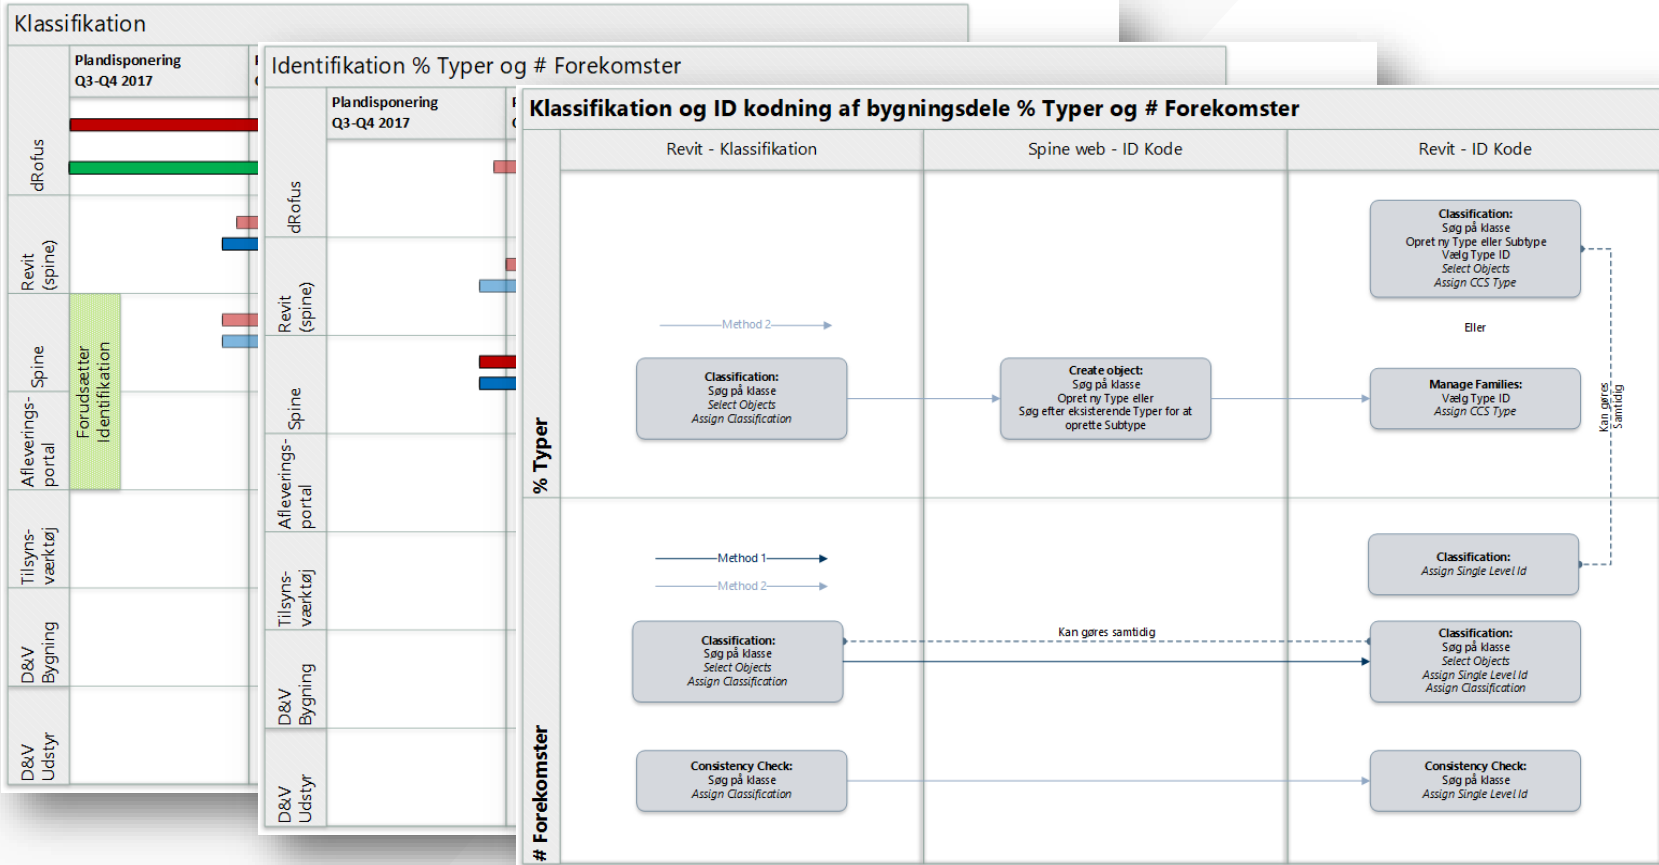 Klassifikation
Plandisponering
Q3-Q4 2017
dRofus
Revit
(spine)
Spine
Afleverings-
portal
Tilsyns-
værktøj
D&V
Bygning
D&V
Udstyr
Forudsætter
Identifikation
Identifikation % Typer og # Forekomster
Plandisponering
Q3-Q4 2017
dRofus
Revit
(spine)
Spine
Afleverings-
portal
Tilsyns-
værktøj
D&V
Bygning
D&V
Udstyr
Klassifikation og ID kodning af bygningsdele % Typer og # Forekomster
Revit - Klassifikation
Spine web - ID Kode
Revit - ID Kode
% Typer
Method 2
Classification:
Søg på klasse
Select Objects
Assign Classification
Create object:
Søg på klasse
Opret ny Type eller
Søg efter eksisterende Typer for at
oprette Subtype
Classification:
Søg på klasse
Opret ny Type eller Subtype
Vælg Type ID
Select Objects
Assign CCS Type
Eller
Manage Families:
Vælg Type ID
Assign CCS Type
Kan gøres
Samtidig
# Forekomster
Method 1
Method 2
Classification:
Assign Single Level Id
Classification:
Søg på klasse
Select Objects
Assign Classification
Kan gøres samtidig
Classification:
Søg på klasse
Select Objects
Assign Single Level Id
Assign Classification
Consistency Check:
Søg på klasse
Assign Classification
Consistency Check:
Søg på klasse
Assign Single Level Id